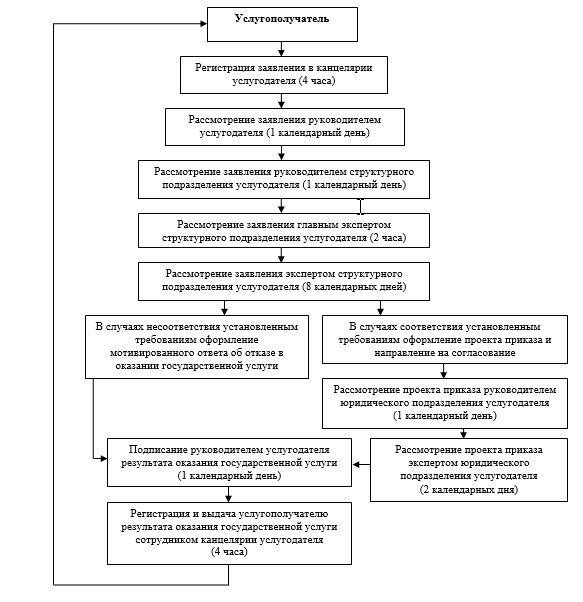 Услугополучатель
Регистрация заявления в канцелярии
услугодателя (4 часа)
Рассмотрение заявления руководителем
услугодателя (1 календарный день)
Рассмотрение заявления руководителем структурного
подразделения услугодателя (1 календарный день)
Рассмотрение заявления главным экспертом
структурного подразделения услугодателя (2 часа)
Рассмотрение заявления экспертом структурного
подразделения услугодателя (8 календарных дней)
В случаях несоответствия установленным
требованиям оформление
мотивированного ответа об отказе в
оказании государственной услуги
В случаях соответствия установленным
требованиям оформление проекта приказа и
направление на согласование
Рассмотрение проекта приказа руководителем
юридического подразделения услугодателя
(1 календарный день)
Подписание руководителем услугодателя
результата оказания государственной услуги
(1 календарный день)
Рассмотрение проекта приказа
экспертом юридического
подразделения услугодателя
(2 календарных дня)
Регистрация и выдача услугополучателю
результата оказания государственной услуги
сотрудником канцелярии услугодателя
(4 часа)